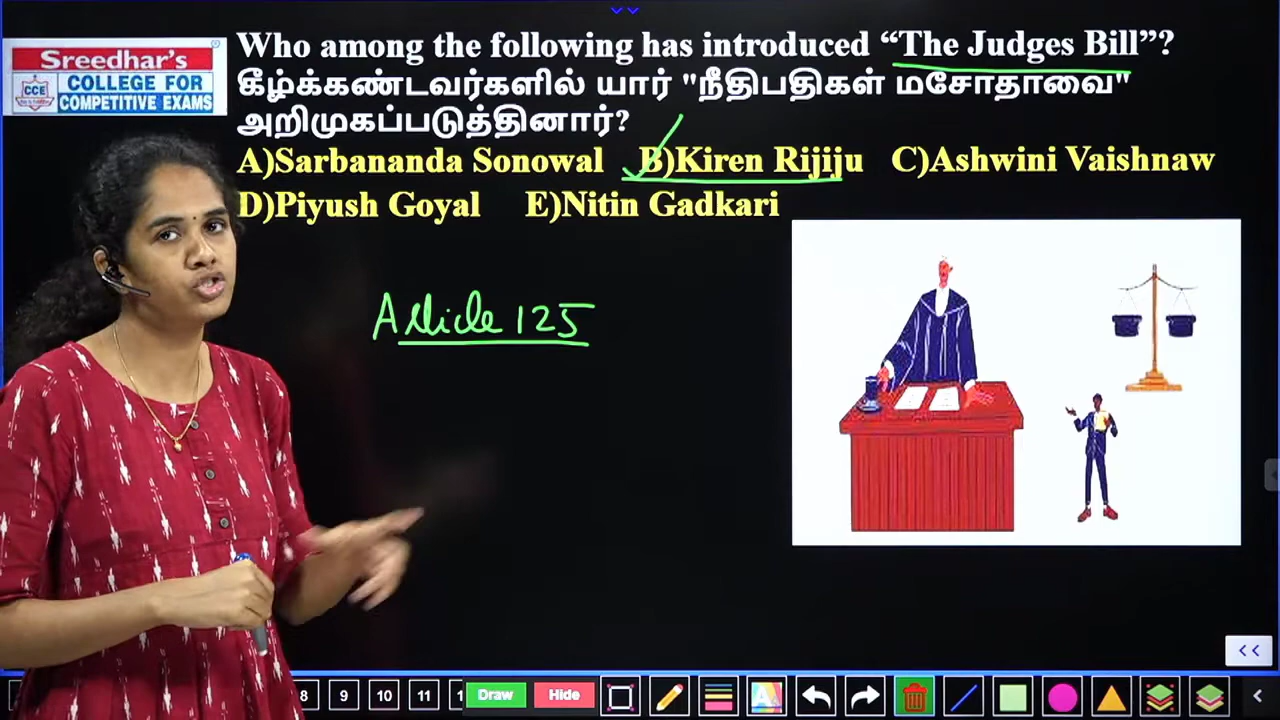 Sreedhar's
CCE
COLLEGE FOR
COMPETITIVE EXAMS
Who among the following has introduced “The Judges Bill”?
கீழ்க்கண்டவர்களில் யார் "நீதிபதிகள் மசோதாவை"
அறிமுகப்படுத்தினார்?
A)Sarbananda Sonowal B)Kiren Rijiju C)Ashwini Vaishnaw
D)Piyush Goyal E)Nitin Gadkari
Article 125
<<
8 9 10 11 1 Draw Hide A <